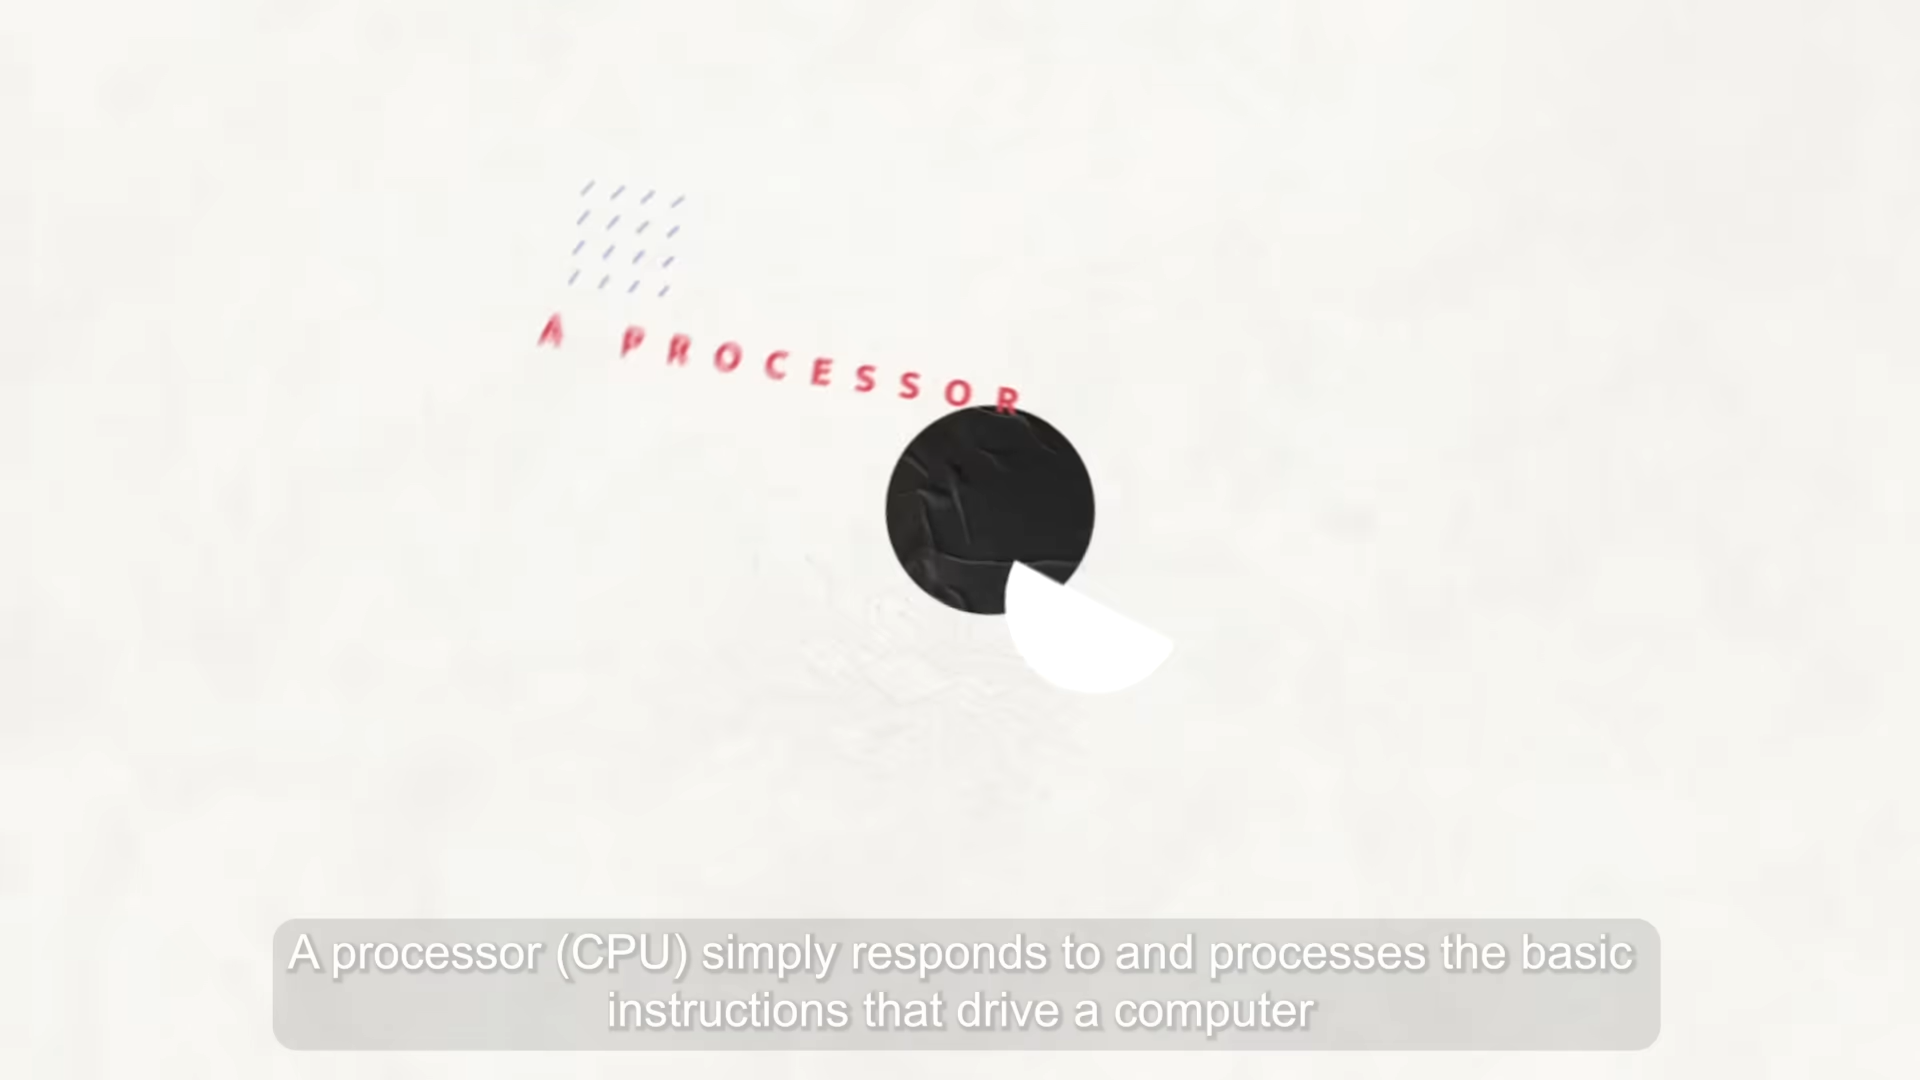 A PROCESSOR
A processor (CPU) simply responds to and processes the basic
instructions that drive a computer